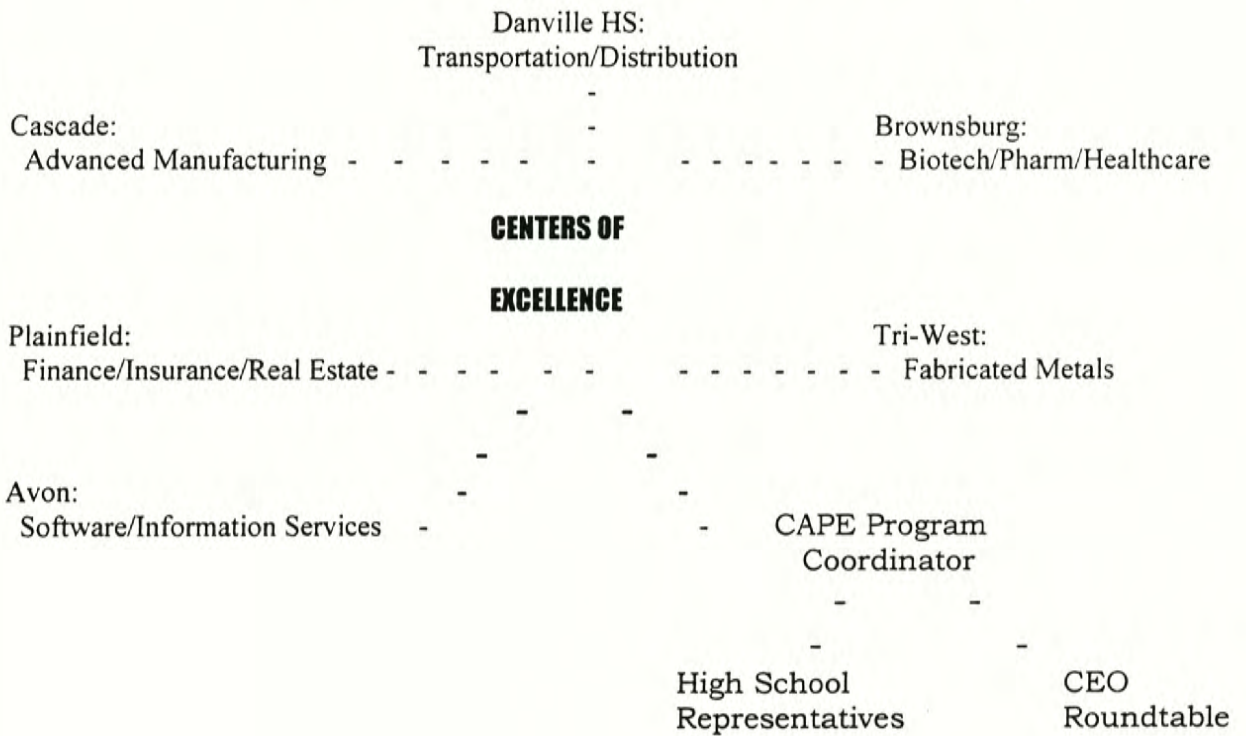 Danville HS:
Transportation/Distribution
-
Cascade: - Brownsburg:
Advanced Manufacturing - - - - - - - - - - - - Biotech/Pharm/Healthcare
CENTERS OF
EXCELLENCE
Plainfield: Tri-West:
Finance/Insurance/Real Estate - - - - - - - - - - - - - Fabricated Metals
- -
- -
Avon: - -
Software/Information Services - - CAPE Program
Coordinator
- -
- -
High School CEO
Representatives Roundtable